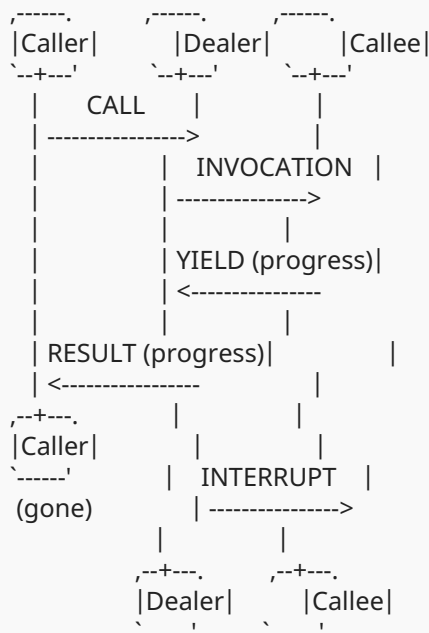 ,------.          ,------.          ,------.
|Caller|          |Dealer|          |Callee|
`--+---'          `--+---'          `--+---'
   |       CALL       |                |
   | ----------------->                |
   |                  |   INVOCATION   |
   |                  | ---------------->
   |                  |                |
   |                  | YIELD (progress)|
   |                  | <----------------
   |                  |                |
   | RESULT (progress)|                |
   | <-----------------                |
,--+---.              |                |
|Caller|              |                |
`------'              |   INTERRUPT    |
 (gone)               | ---------------->
                      |                |
                   ,--+---.         ,--+---.
                   |Dealer|         |Callee|